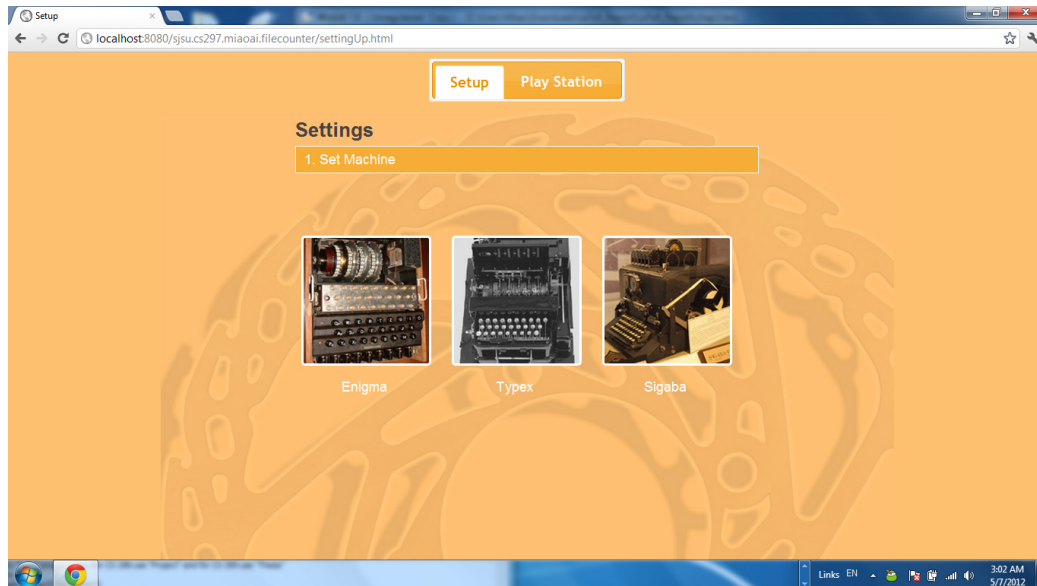 Setup
localhost:8080/sjsu.cs297.miaoai.filecounter/settingUp.html
Setup
Play Station
Settings
1. Set Machine
Enigma
Typex
Sigaba
Links
EN
3:02 AM
5/7/2012